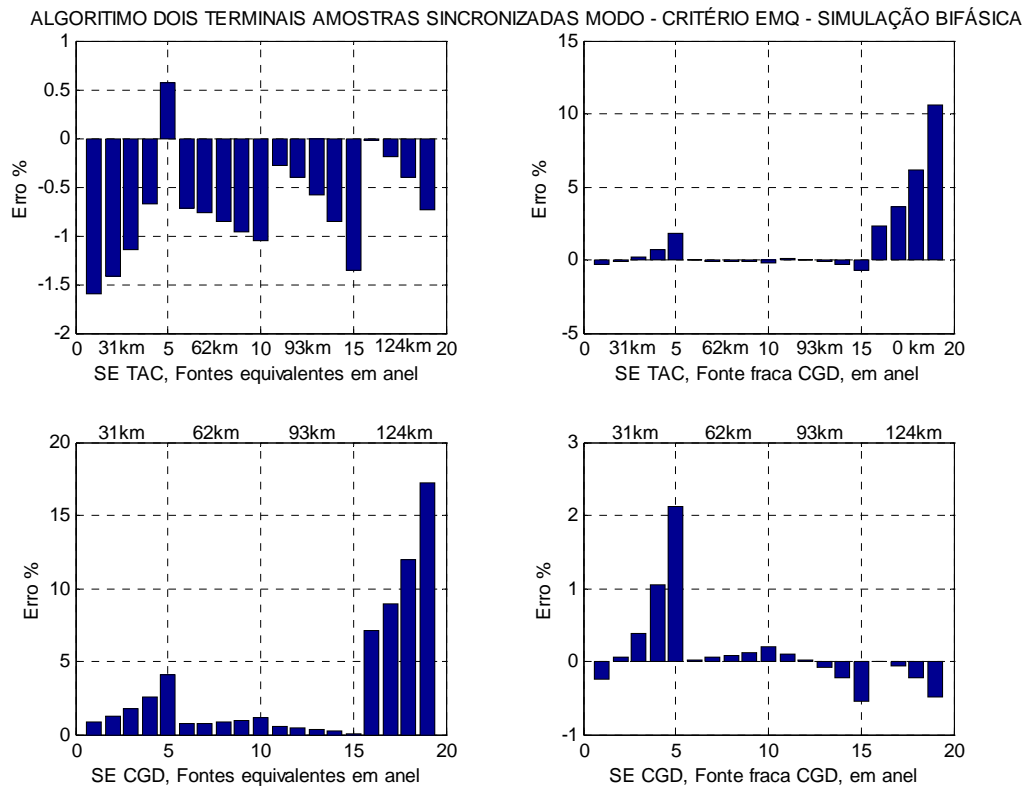 ALGORITIMO DOIS TERMINAIS AMOSTRAS SINCRONIZADAS MODO - CRITÉRIO EMQ - SIMULAÇÃO BIFÁSICA
1
0.5
0
-0.5
-1
-1.5
-2
Erro %
0 31km 5 62km 10 93km 15 124km 20
SE TAC, Fontes equivalentes em anel
15
10
5
0
-5
Erro %
0 31km 5 62km 10 93km 15 0 km 20
SE TAC, Fonte fraca CGD, em anel
31km 62km 93km 124km
20
15
10
5
0
Erro %
0 5 10 15 20
SE CGD, Fontes equivalentes em anel
31km 62km 93km 124km
3
2
1
0
-1
Erro %
0 5 10 15 20
SE CGD, Fonte fraca CGD, em anel